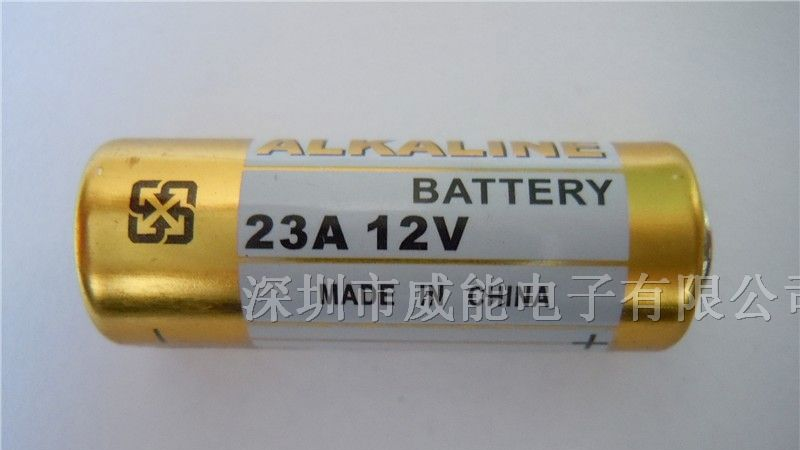 ALKALINE
BATTERY
23A 12V
MADE IN CHINA
深圳市威能电子有限公司
- +